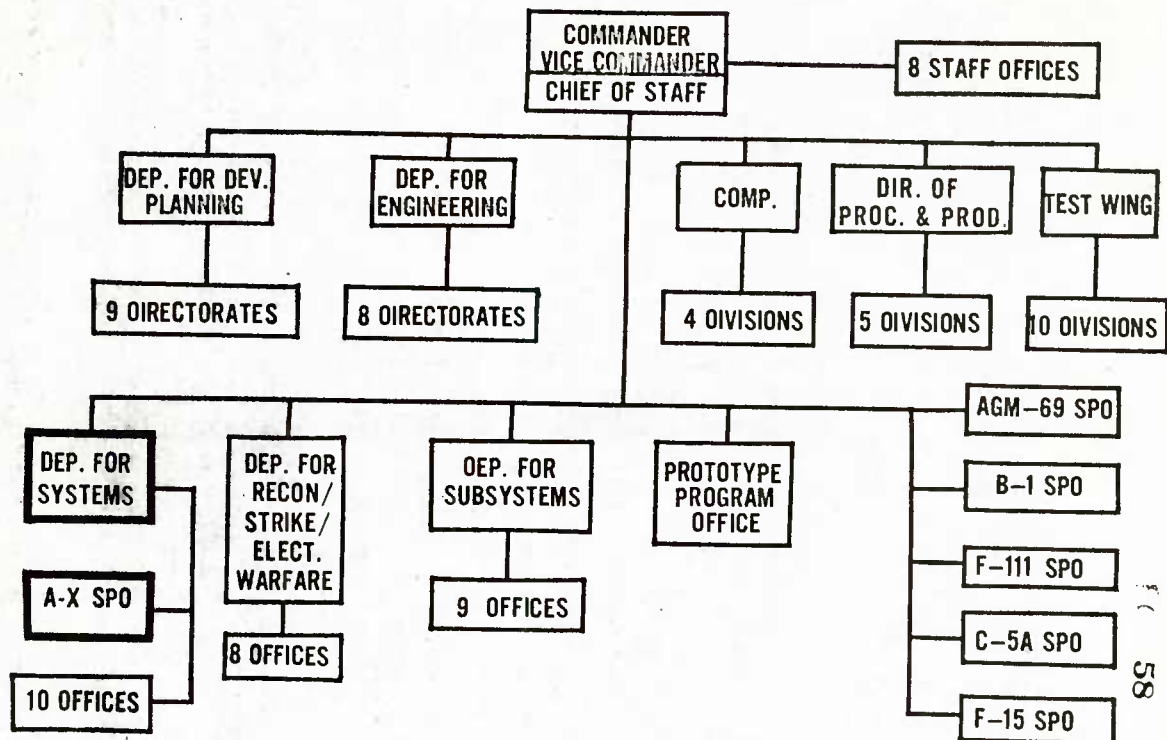 COMMANDER
VICE COMMANDER
CHIEF OF STAFF
8 STAFF OFFICES
DEP. FOR DEV.
PLANNING
DEP. FOR
ENGINEERING
COMP.
DIR. OF
PROC. & PROD.
TEST WING
9 OIRECTORATES
8 OIRECTORATES
4 OIVISIONS
5 OIVISIONS
10 OIVISIONS
DEP. FOR
SYSTEMS
DEP. FOR
RECON/
STRIKE/
ELECT.
WARFARE
OEP. FOR
SUBSYSTEMS
PROTOTYPE
PROGRAM
OFFICE
AGM-69 SPO
B-1 SPO
F-111 SPO
C-5A SPO
F-15 SPO
A-X SPO
10 OFFICES
8 OFFICES
9 OFFICES
58